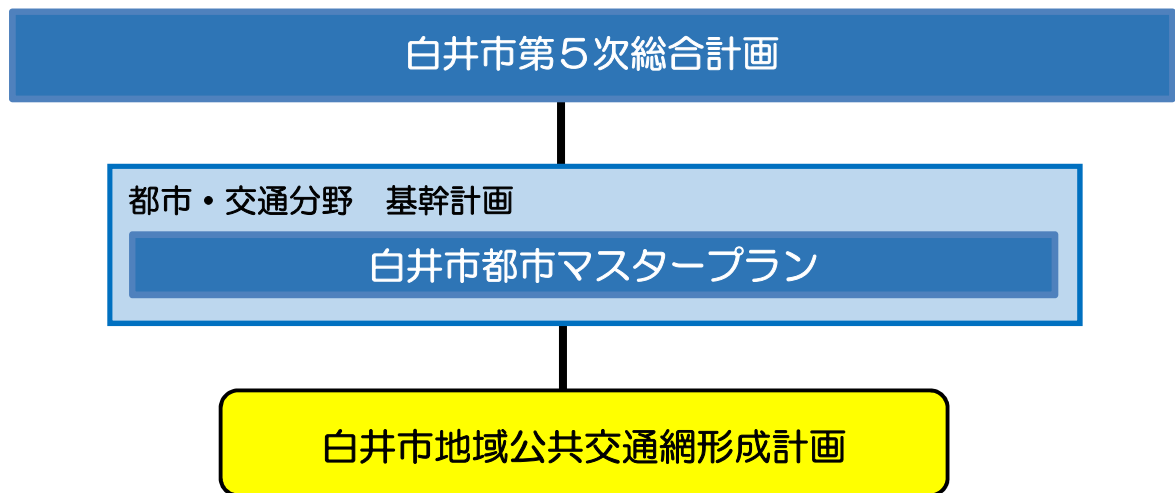 白井市第５次総合計画
都市・交通分野　基幹計画
白井市都市マスタープラン
白井市地域公共交通網形成計画